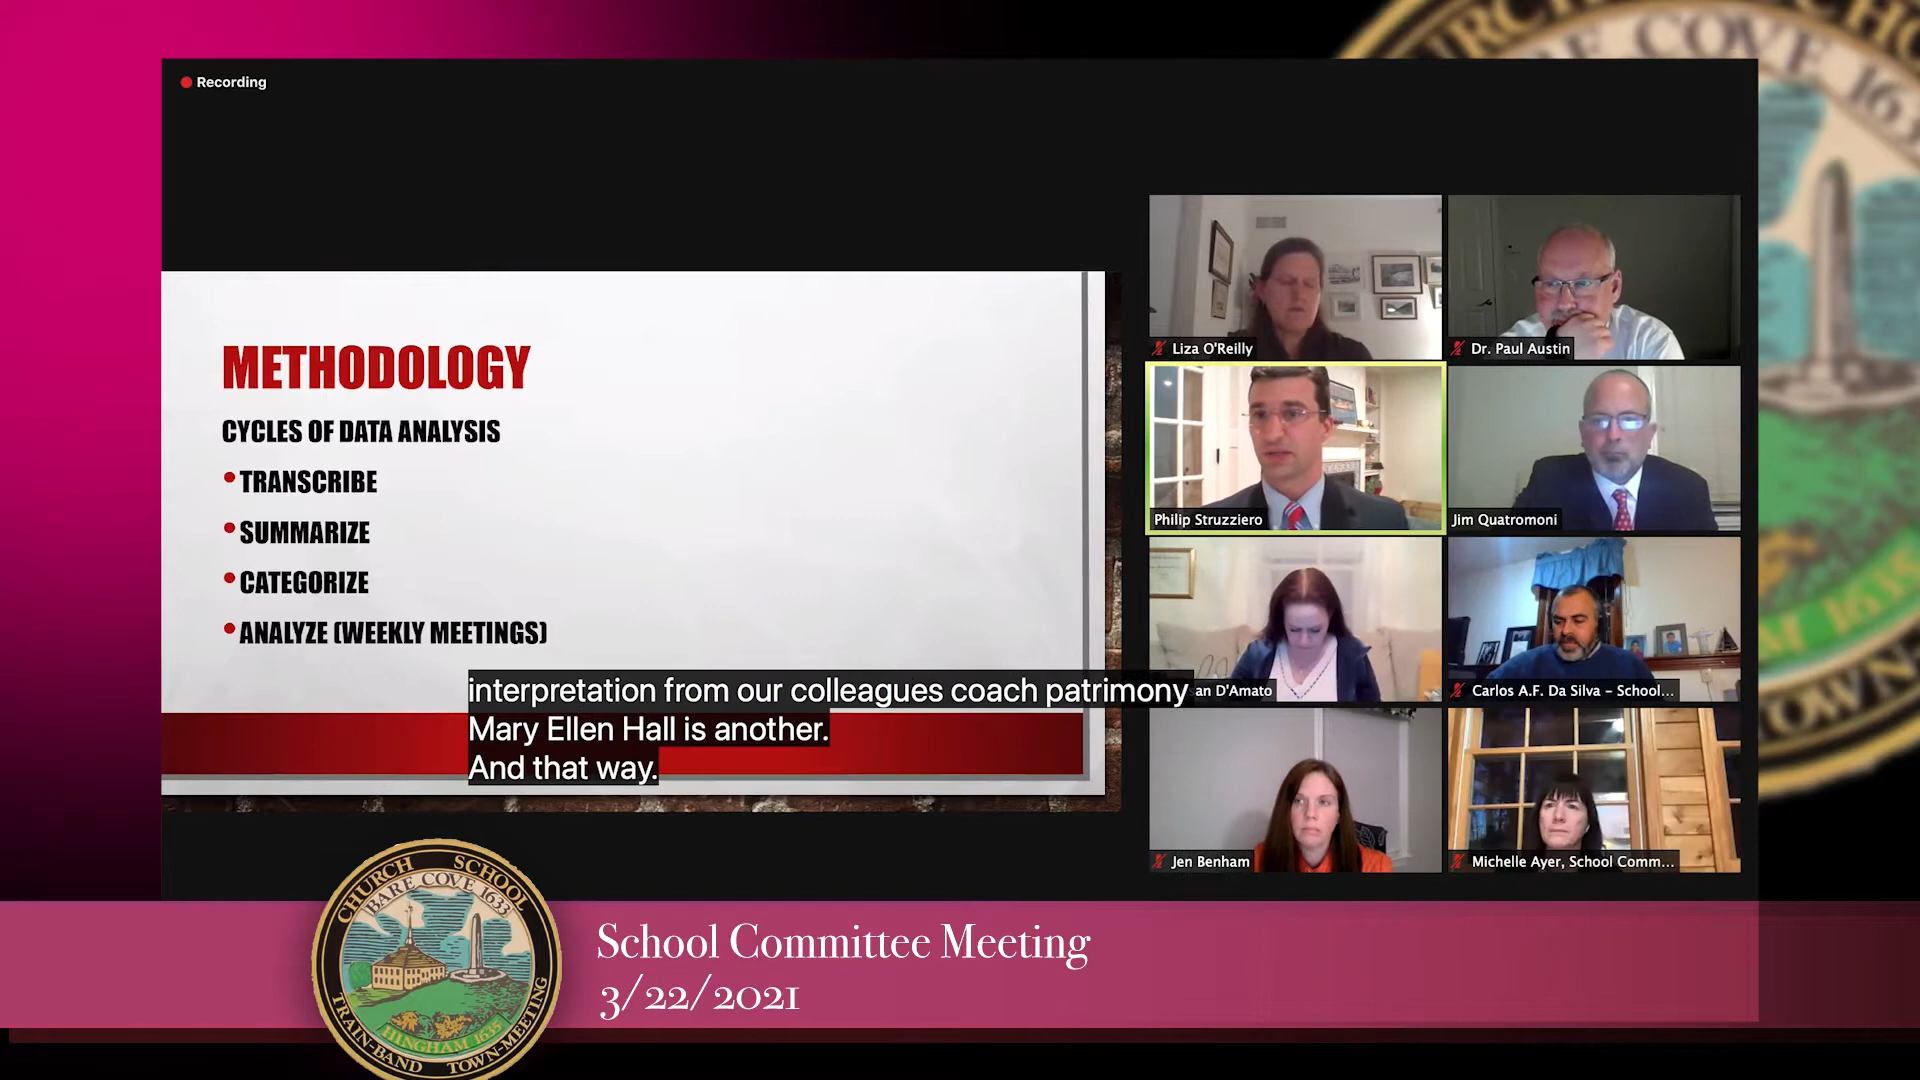 Recording
METHODOLOGY
CYCLES OF DATA ANALYSIS
•TRANSCRIBE
•SUMMARIZE
•CATEGORIZE
•ANALYZE (WEEKLY MEETINGS)
interpretation from our colleagues coach patrimony
Mary Ellen Hall is another.
And that way.
Liza O'Reilly
Dr. Paul Austin
Philip Struzziero
Jim Quatromoni
an D'Amato
Carlos A.F. Da Silva – School...
Jen Benham
Michelle Ayer, School Comm...
CHURCH SCHOOL
BARE COVE 1633
HINGHAM 1635
TRAIN-BAND TOWN-MEETING
School Committee Meeting
3/22/2021